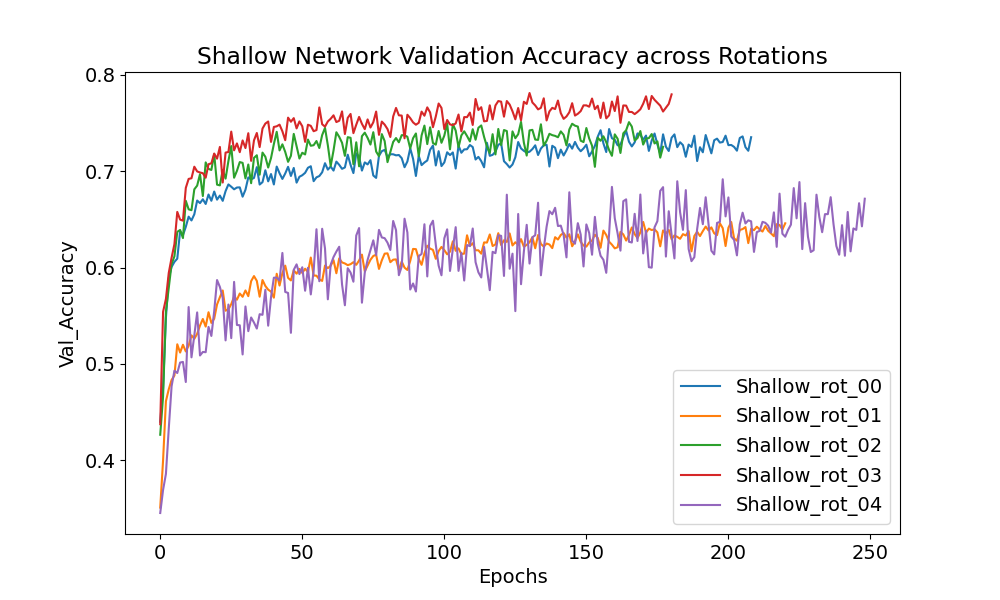 Shallow Network Validation Accuracy across Rotations
Val_Accuracy
0.8
0.7
0.6
0.5
0.4
0
50
100
150
200
250
Epochs
Shallow_rot_00
Shallow_rot_01
Shallow_rot_02
Shallow_rot_03
Shallow_rot_04